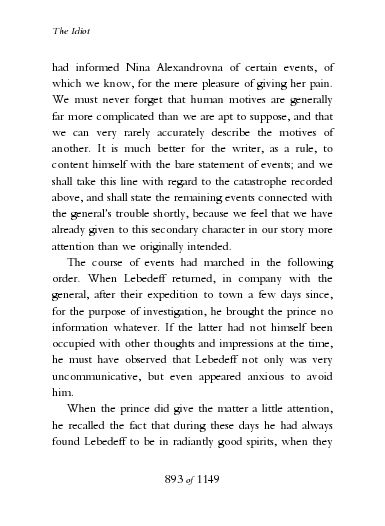 The Idiot
had informed Nina Alexandrovna of certain events, of
which we know, for the mere pleasure of giving her pain.
We must never forget that human motives are generally
far more complicated than we are apt to suppose, and that
we can very rarely accurately describe the motives of
another. It is much better for the writer, as a rule, to
content himself with the bare statement of events; and we
shall take this line with regard to the catastrophe recorded
above, and shall state the remaining events connected with
the general's trouble shortly, because we feel that we have
already given to this secondary character in our story more
attention than we originally intended.
The course of events had marched in the following
order. When Lebedeff returned, in company with the
general, after their expedition to town a few days since,
for the purpose of investigation, he brought the prince no
information whatever. If the latter had not himself been
occupied with other thoughts and impressions at the time,
he must have observed that Lebedeff not only was very
uncommunicative, but even appeared anxious to avoid
him.
When the prince did give the matter a little attention,
he recalled the fact that during these days he had always
found Lebedeff to be in radiantly good spirits, when they
893 of 1149